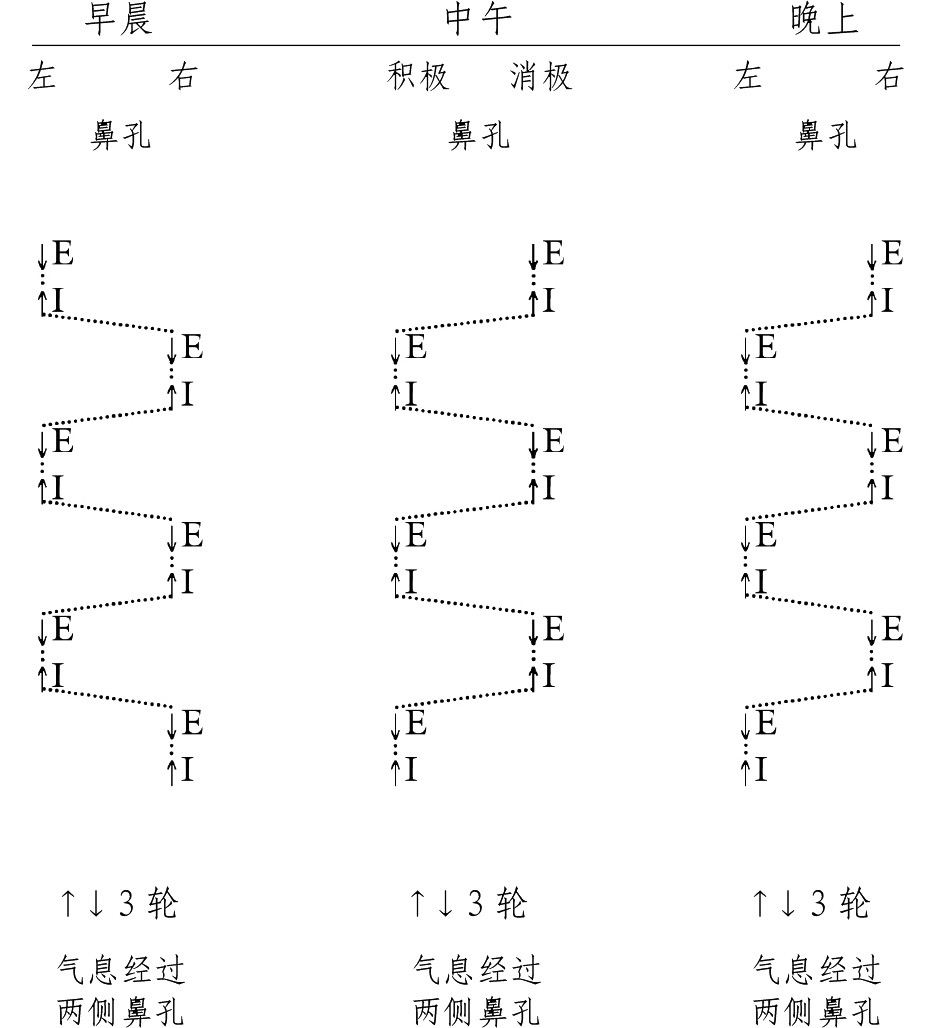 早晨 中午 晚上
左 右 积极 消极 左 右
鼻孔 鼻孔 鼻孔
↓E ↓E ↓E
↑I ↑I ↑I
↓E ↓E ↓E
↑I ↑I ↑I
↓E ↓E ↓E
↑I ↑I ↑I
↓E ↓E ↓E
↑I ↑I ↑I
↓E ↓E ↓E
↑I ↑I ↑I
↓E ↓E ↓E
↑I ↑I ↑I
↑↓3轮 ↑↓3轮 ↑↓3轮
气息经过 气息经过 气息经过
两侧鼻孔 两侧鼻孔 两侧鼻孔